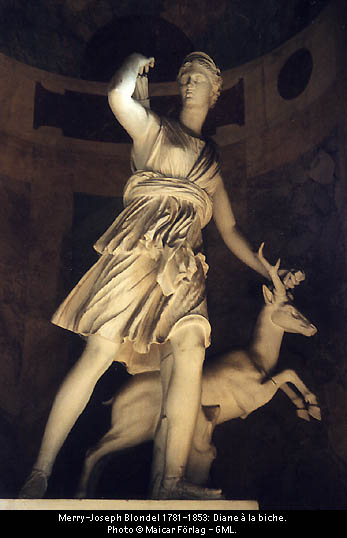 Merry-Joseph Blondel 1781-1853: Diane à la biche.
Photo © Maicar Förlag - GML.